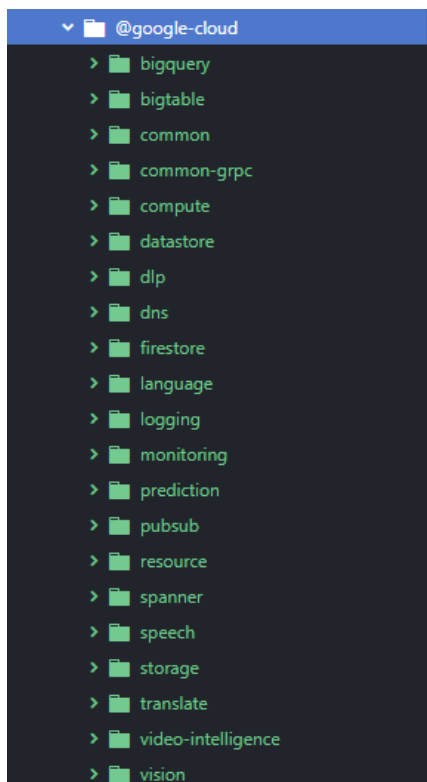 @google-cloud
bigquery
bigtable
common
common-grpc
compute
datastore
dlp
dns
firestore
language
logging
monitoring
prediction
pubsub
resource
spanner
speech
storage
translate
video-intelligence
vision